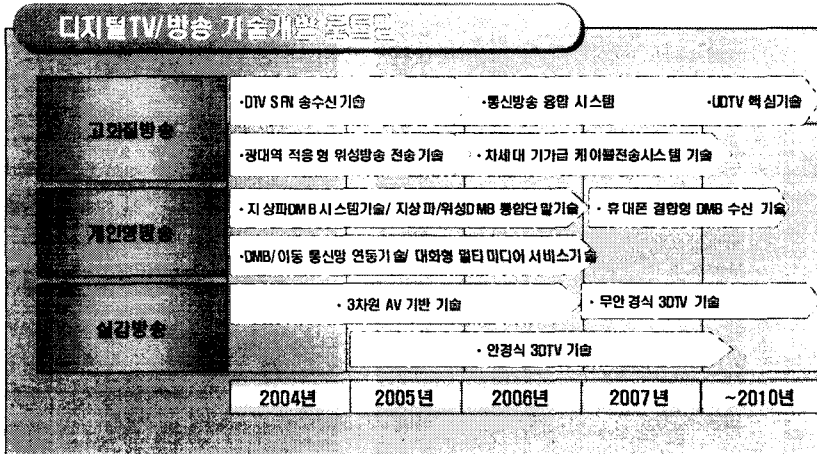 디지털TV/방송 기술개발 로드맵
고화질방송
·DTV SFN 송수신기술 ·통신방송 융합 시스템 ·UDTV 핵심기술
·광대역 적응형 위성방송 전송기술 ·차세대 기가급 케이블전송시스템 기술
개인형방송
·지상파DMB시스템기술/지상파/위성DMB 통합단말기술 ·휴대폰 결합형 DMB 수신 기술
·DMB/이동 통신망 연동기술/ 대화형 멀티미디어 서비스기술
실감방송
·3차원 AV 기반 기술 ·무안경식 3DTV 기술
·안경식 3DTV 기술
2004년 2005년 2006년 2007년 ~2010년